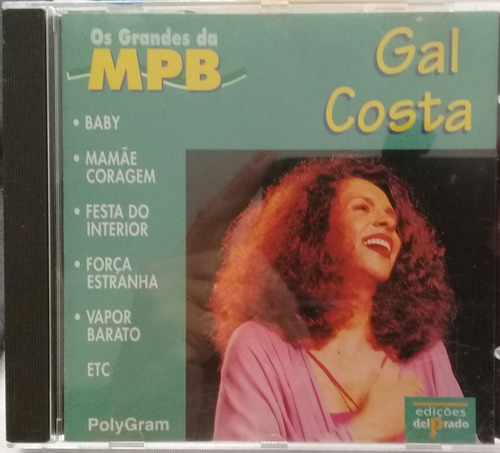 Os Grandes da
MPB
Gal
Costa
• BABY
• MAMÃE
CORAGEM
• FESTA DO
INTERIOR
• FORÇA
ESTRANHA
• VAPOR
BARATO
ETC
PolyGram
edições
delPrado